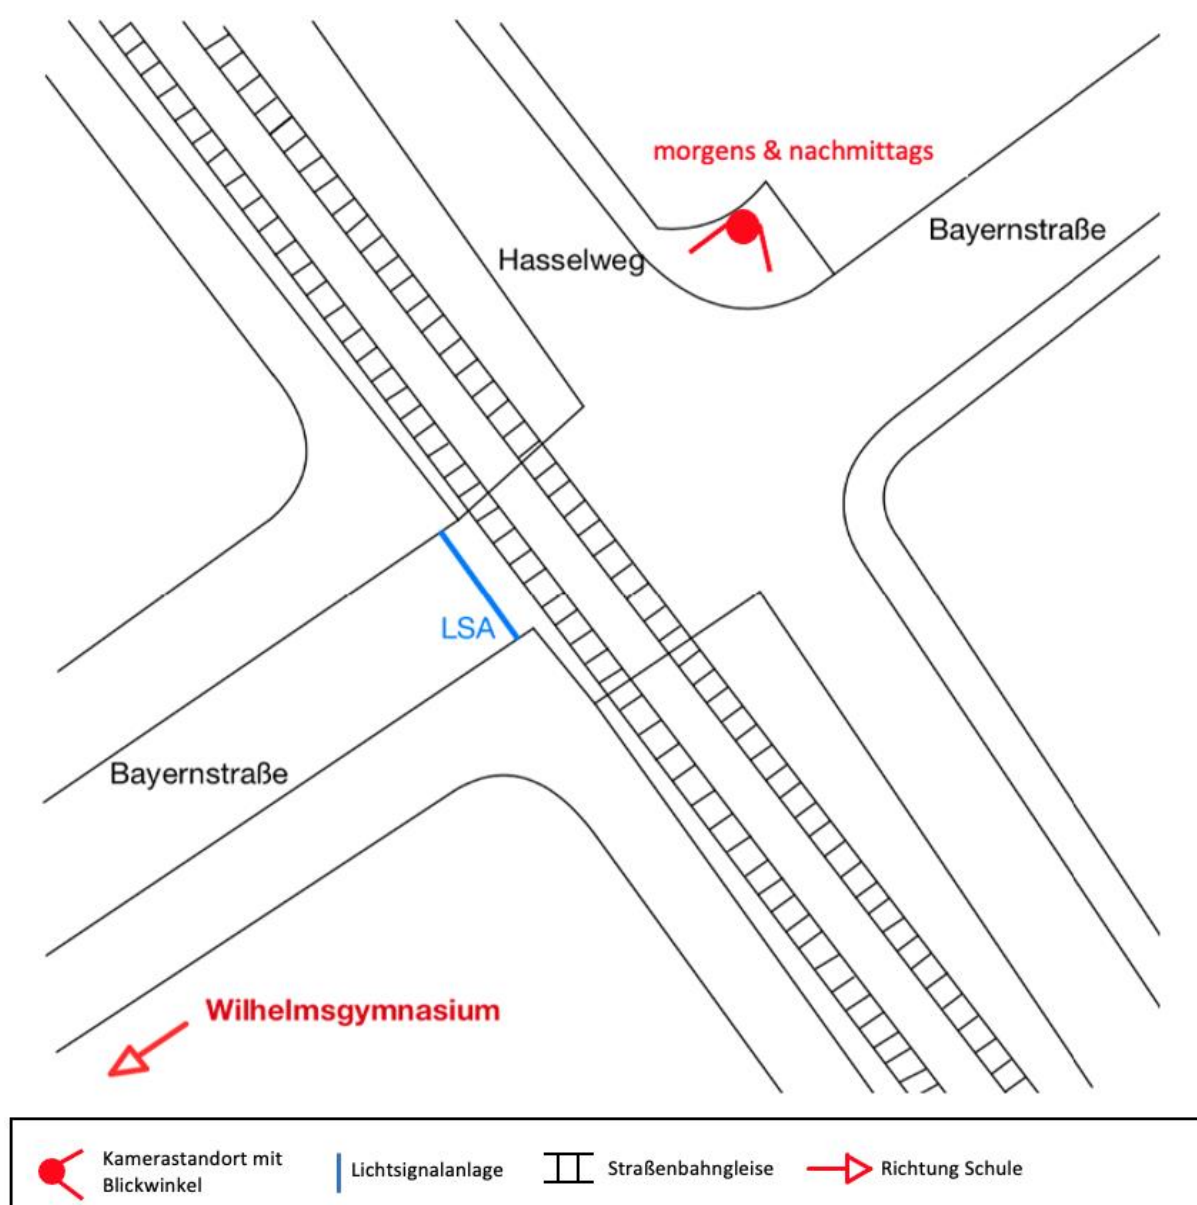 morgens & nachmittags
Bayernstraße
Hasselweg
LSA
Bayernstraße
Wilhelmsgymnasium
Kamerastandort mit
Blickwinkel
Lichtsignalanlage
Straßenbahngleise
Richtung Schule